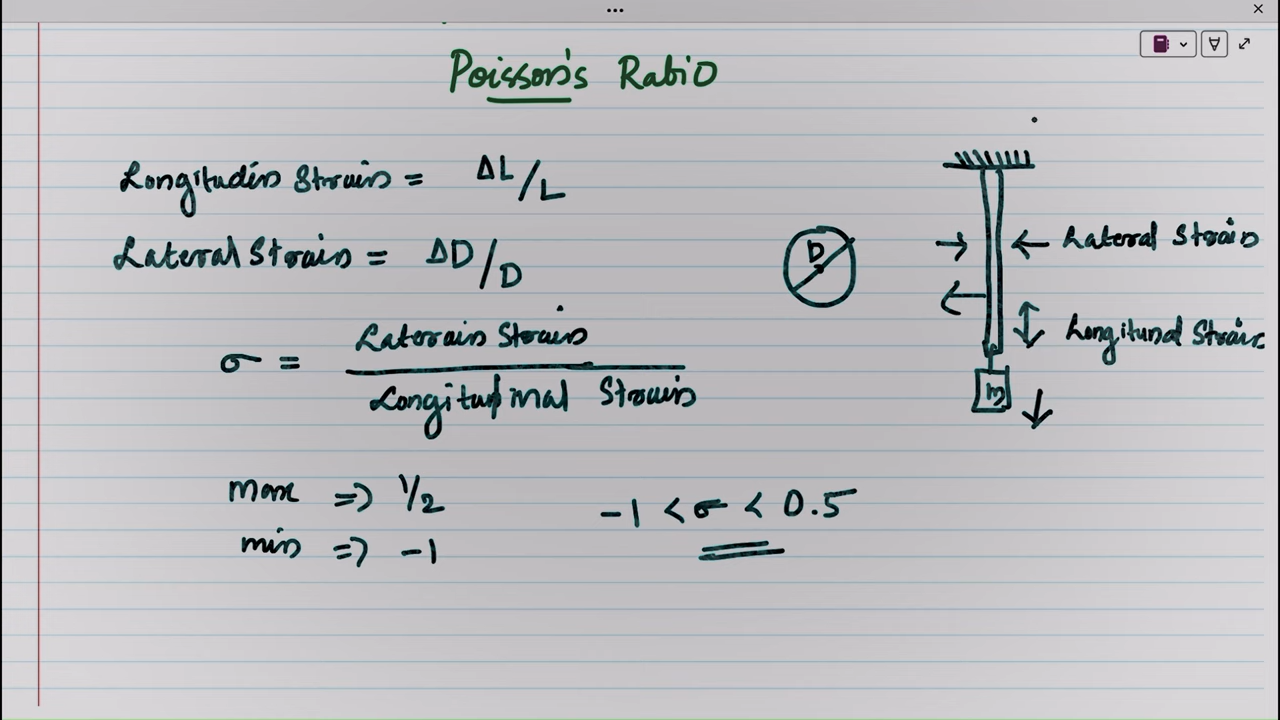 Poisson's Ratio
Longitudin Strain = ΔL/L
Lateral Strain = ΔD/D
σ = Laterain Strain
Longitudinal Strain
D
Lateral Strain
Longitunal Strain
m
max => 1/2
min => -1
-1 < σ < 0.5